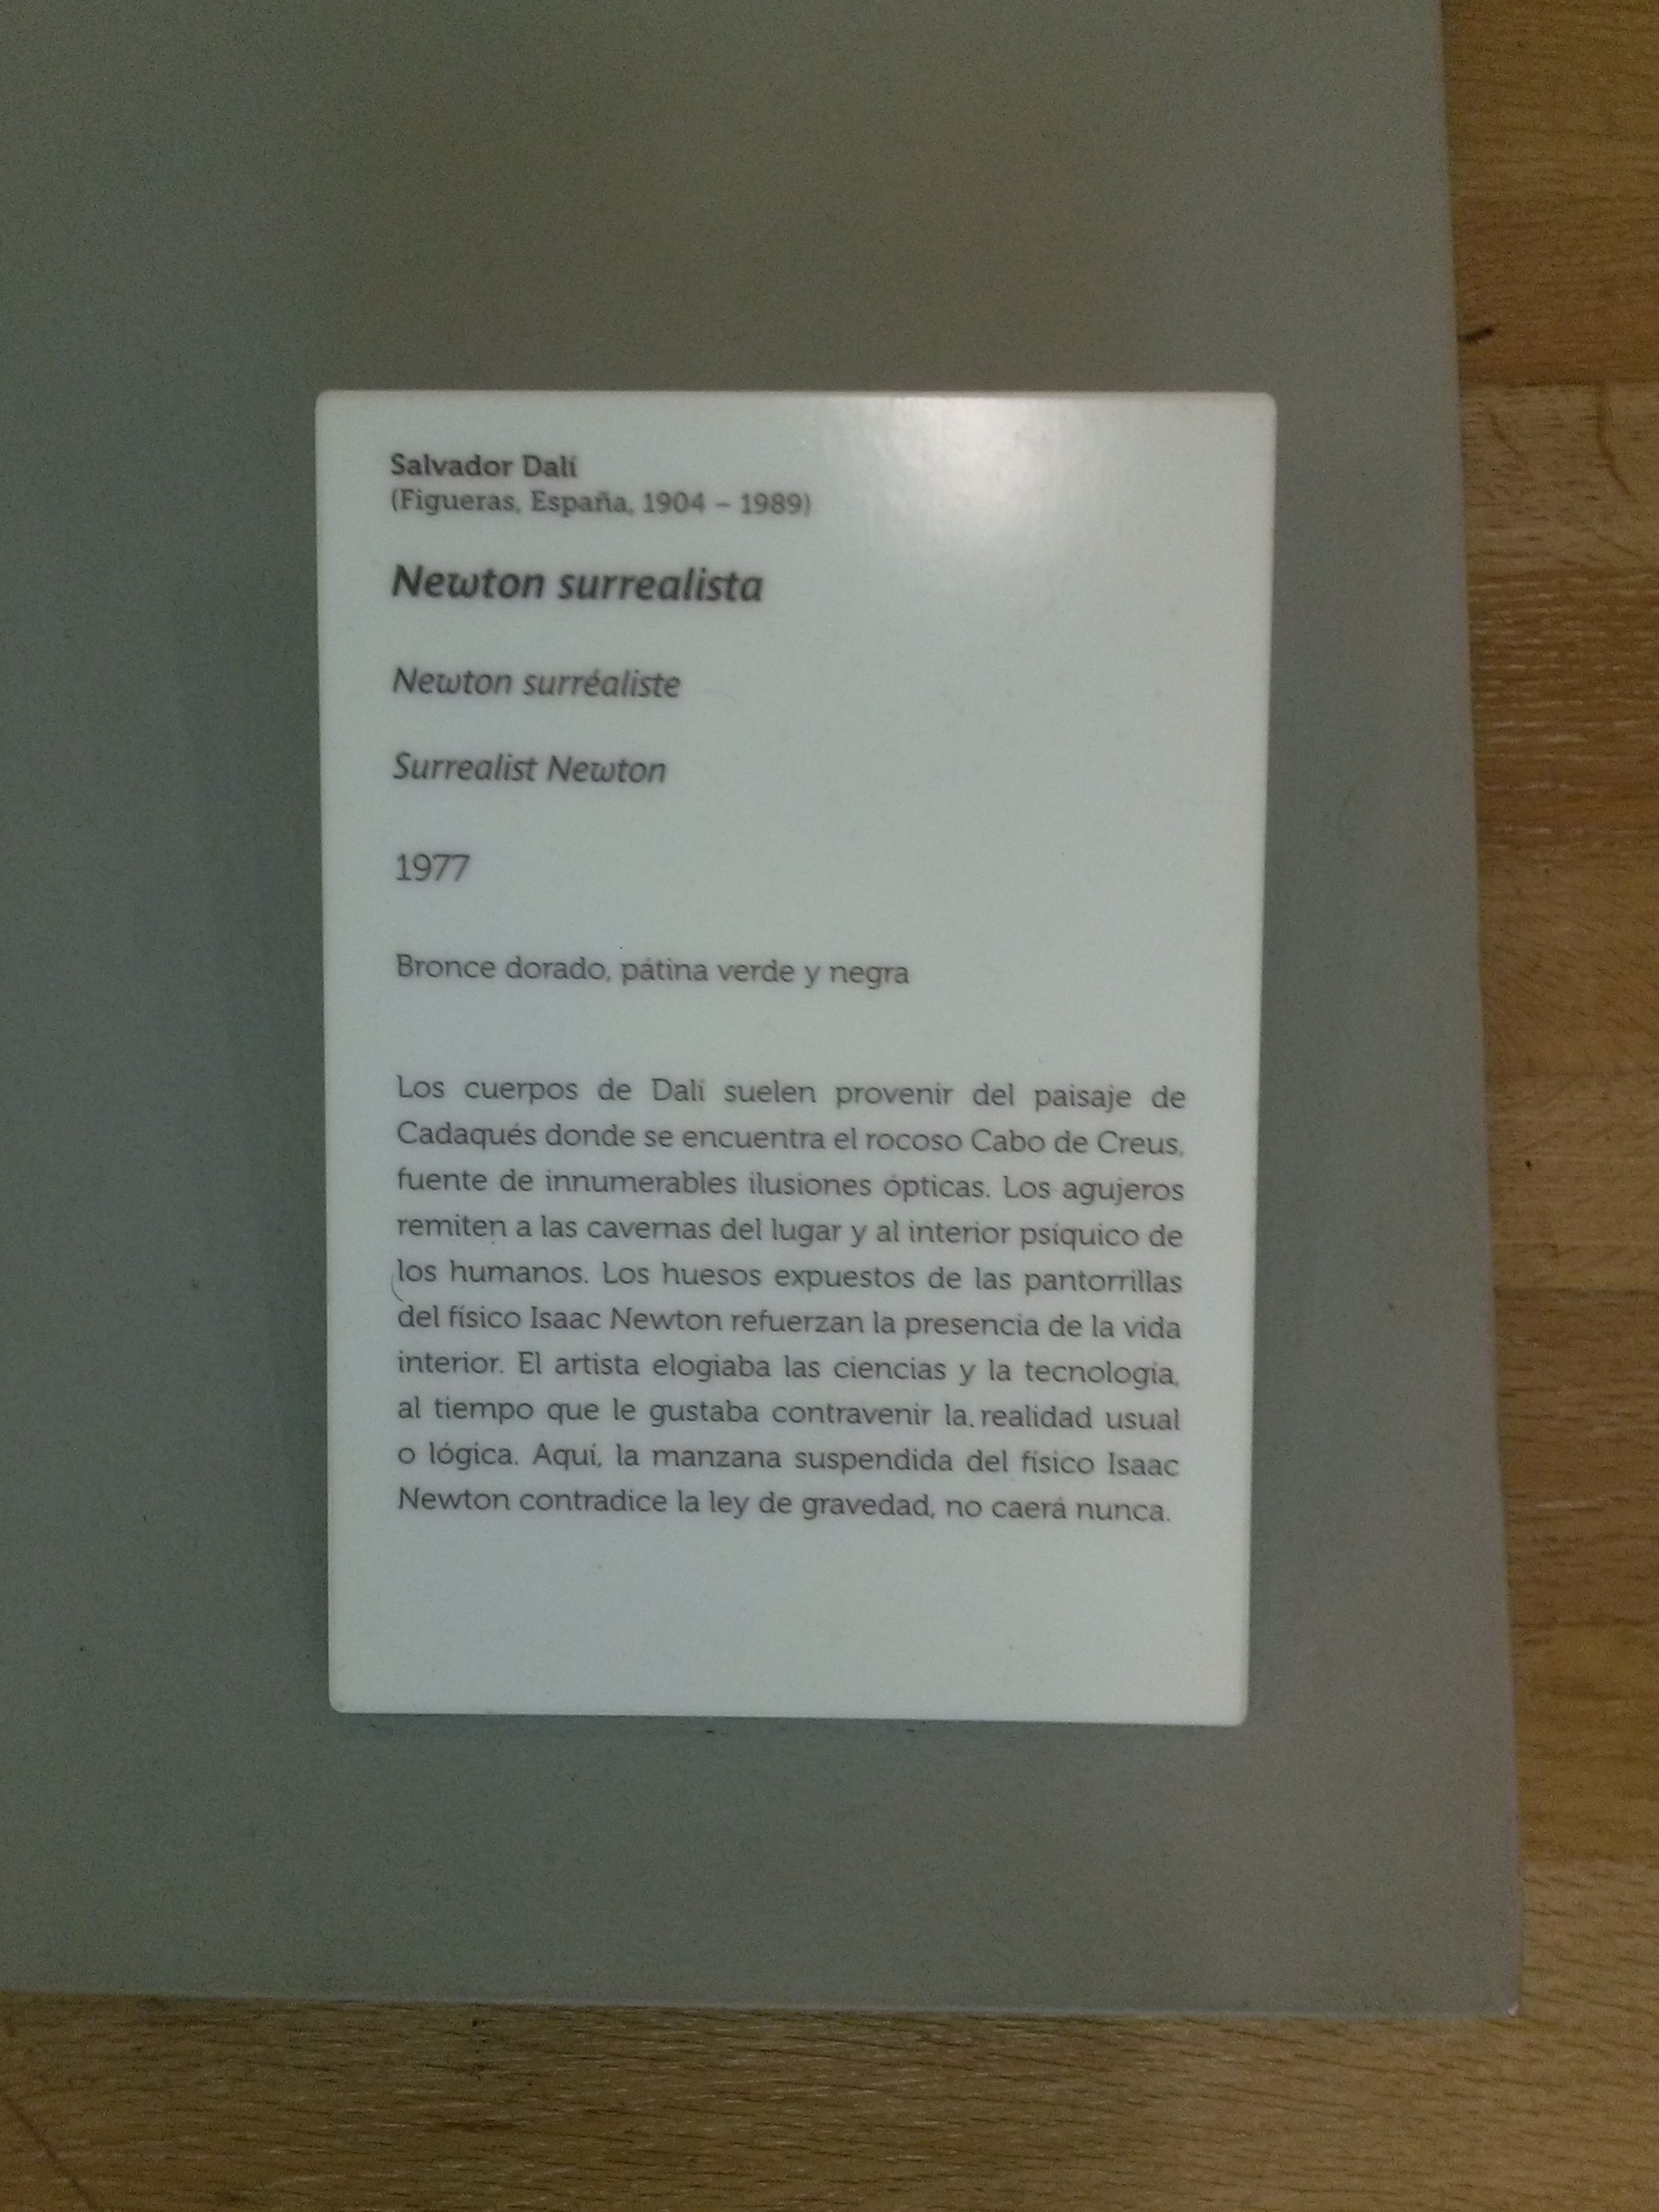 Salvador Dalí
(Figueras, España, 1904 – 1989)
Newton surrealista
Newton surréaliste
Surrealist Newton
1977
Bronce dorado, pátina verde y negra
Los cuerpos de Dalí suelen provenir del paisaje de
Cadaqués donde se encuentra el rocoso Cabo de Creus,
fuente de innumerables ilusiones ópticas. Los agujeros
remiten a las cavernas del lugar y al interior psíquico de
los humanos. Los huesos expuestos de las pantorrillas
del físico Isaac Newton refuerzan la presencia de la vida
interior. El artista elogiaba las ciencias y la tecnología,
al tiempo que le gustaba contravenir la realidad usual
o lógica. Aquí, la manzana suspendida del físico Isaac
Newton contradice la ley de gravedad, no caerá nunca.